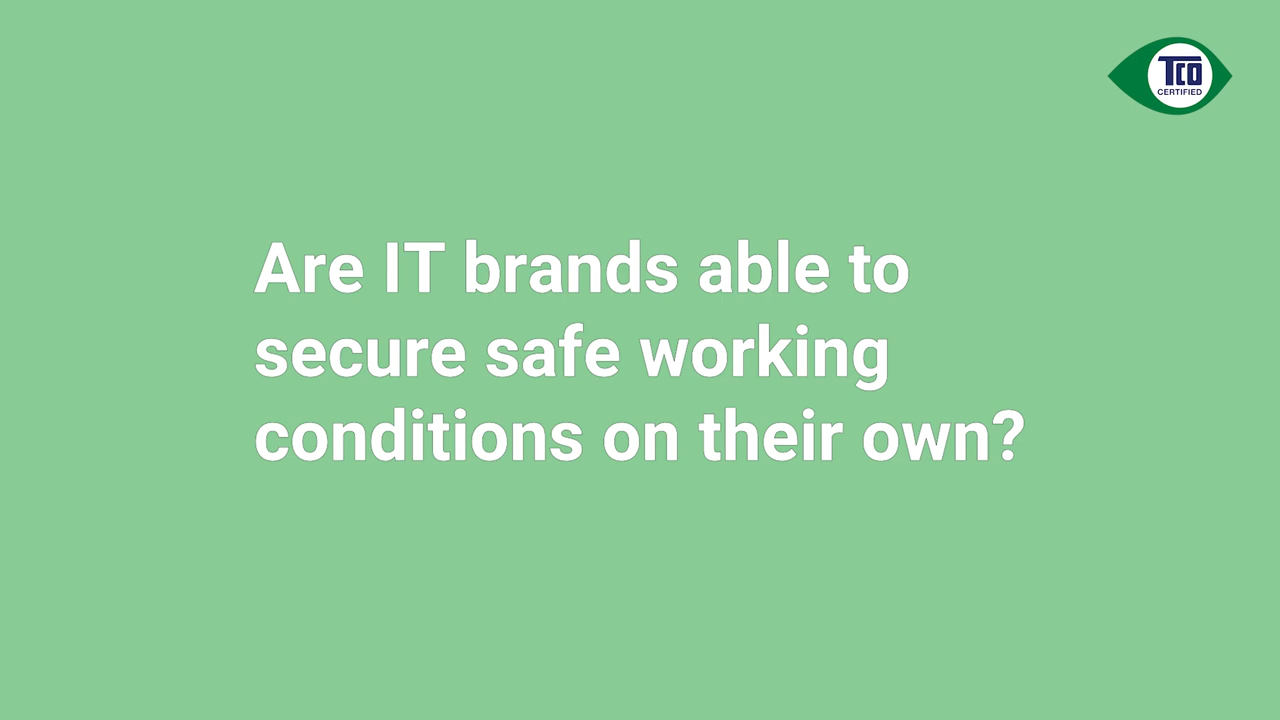 TCO
CERTIFIED
Are IT brands able to
secure safe working
conditions on their own?